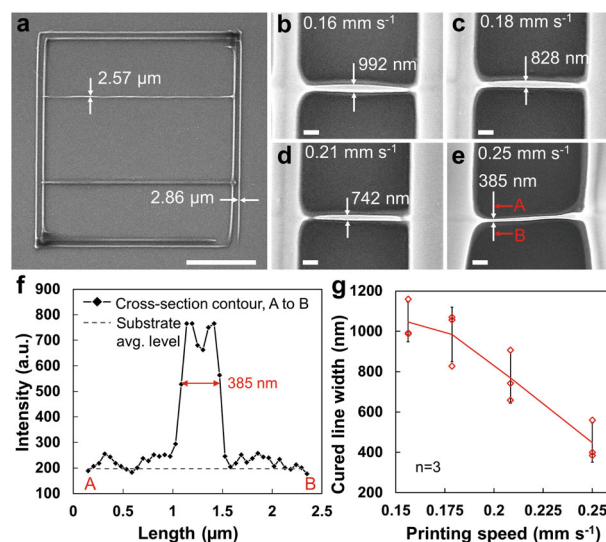 a
2.57 µm
2.86 µm
b
0.16 mm s⁻¹
992 nm
c
0.18 mm s⁻¹
828 nm
d
0.21 mm s⁻¹
742 nm
e
0.25 mm s⁻¹
385 nm
A
B
f
900
800
700
600
500
400
300
200
100
Intensity (a.u.)
Cross-section contour, A to B
Substrate
avg. level
385 nm
A
B
0
0.5
1
1.5
2
2.5
Length (µm)
g
1200
1000
800
600
400
200
Cured line width (nm)
n=3
0.15
0.175
0.2
0.225
0.25
Printing speed (mm s⁻¹)